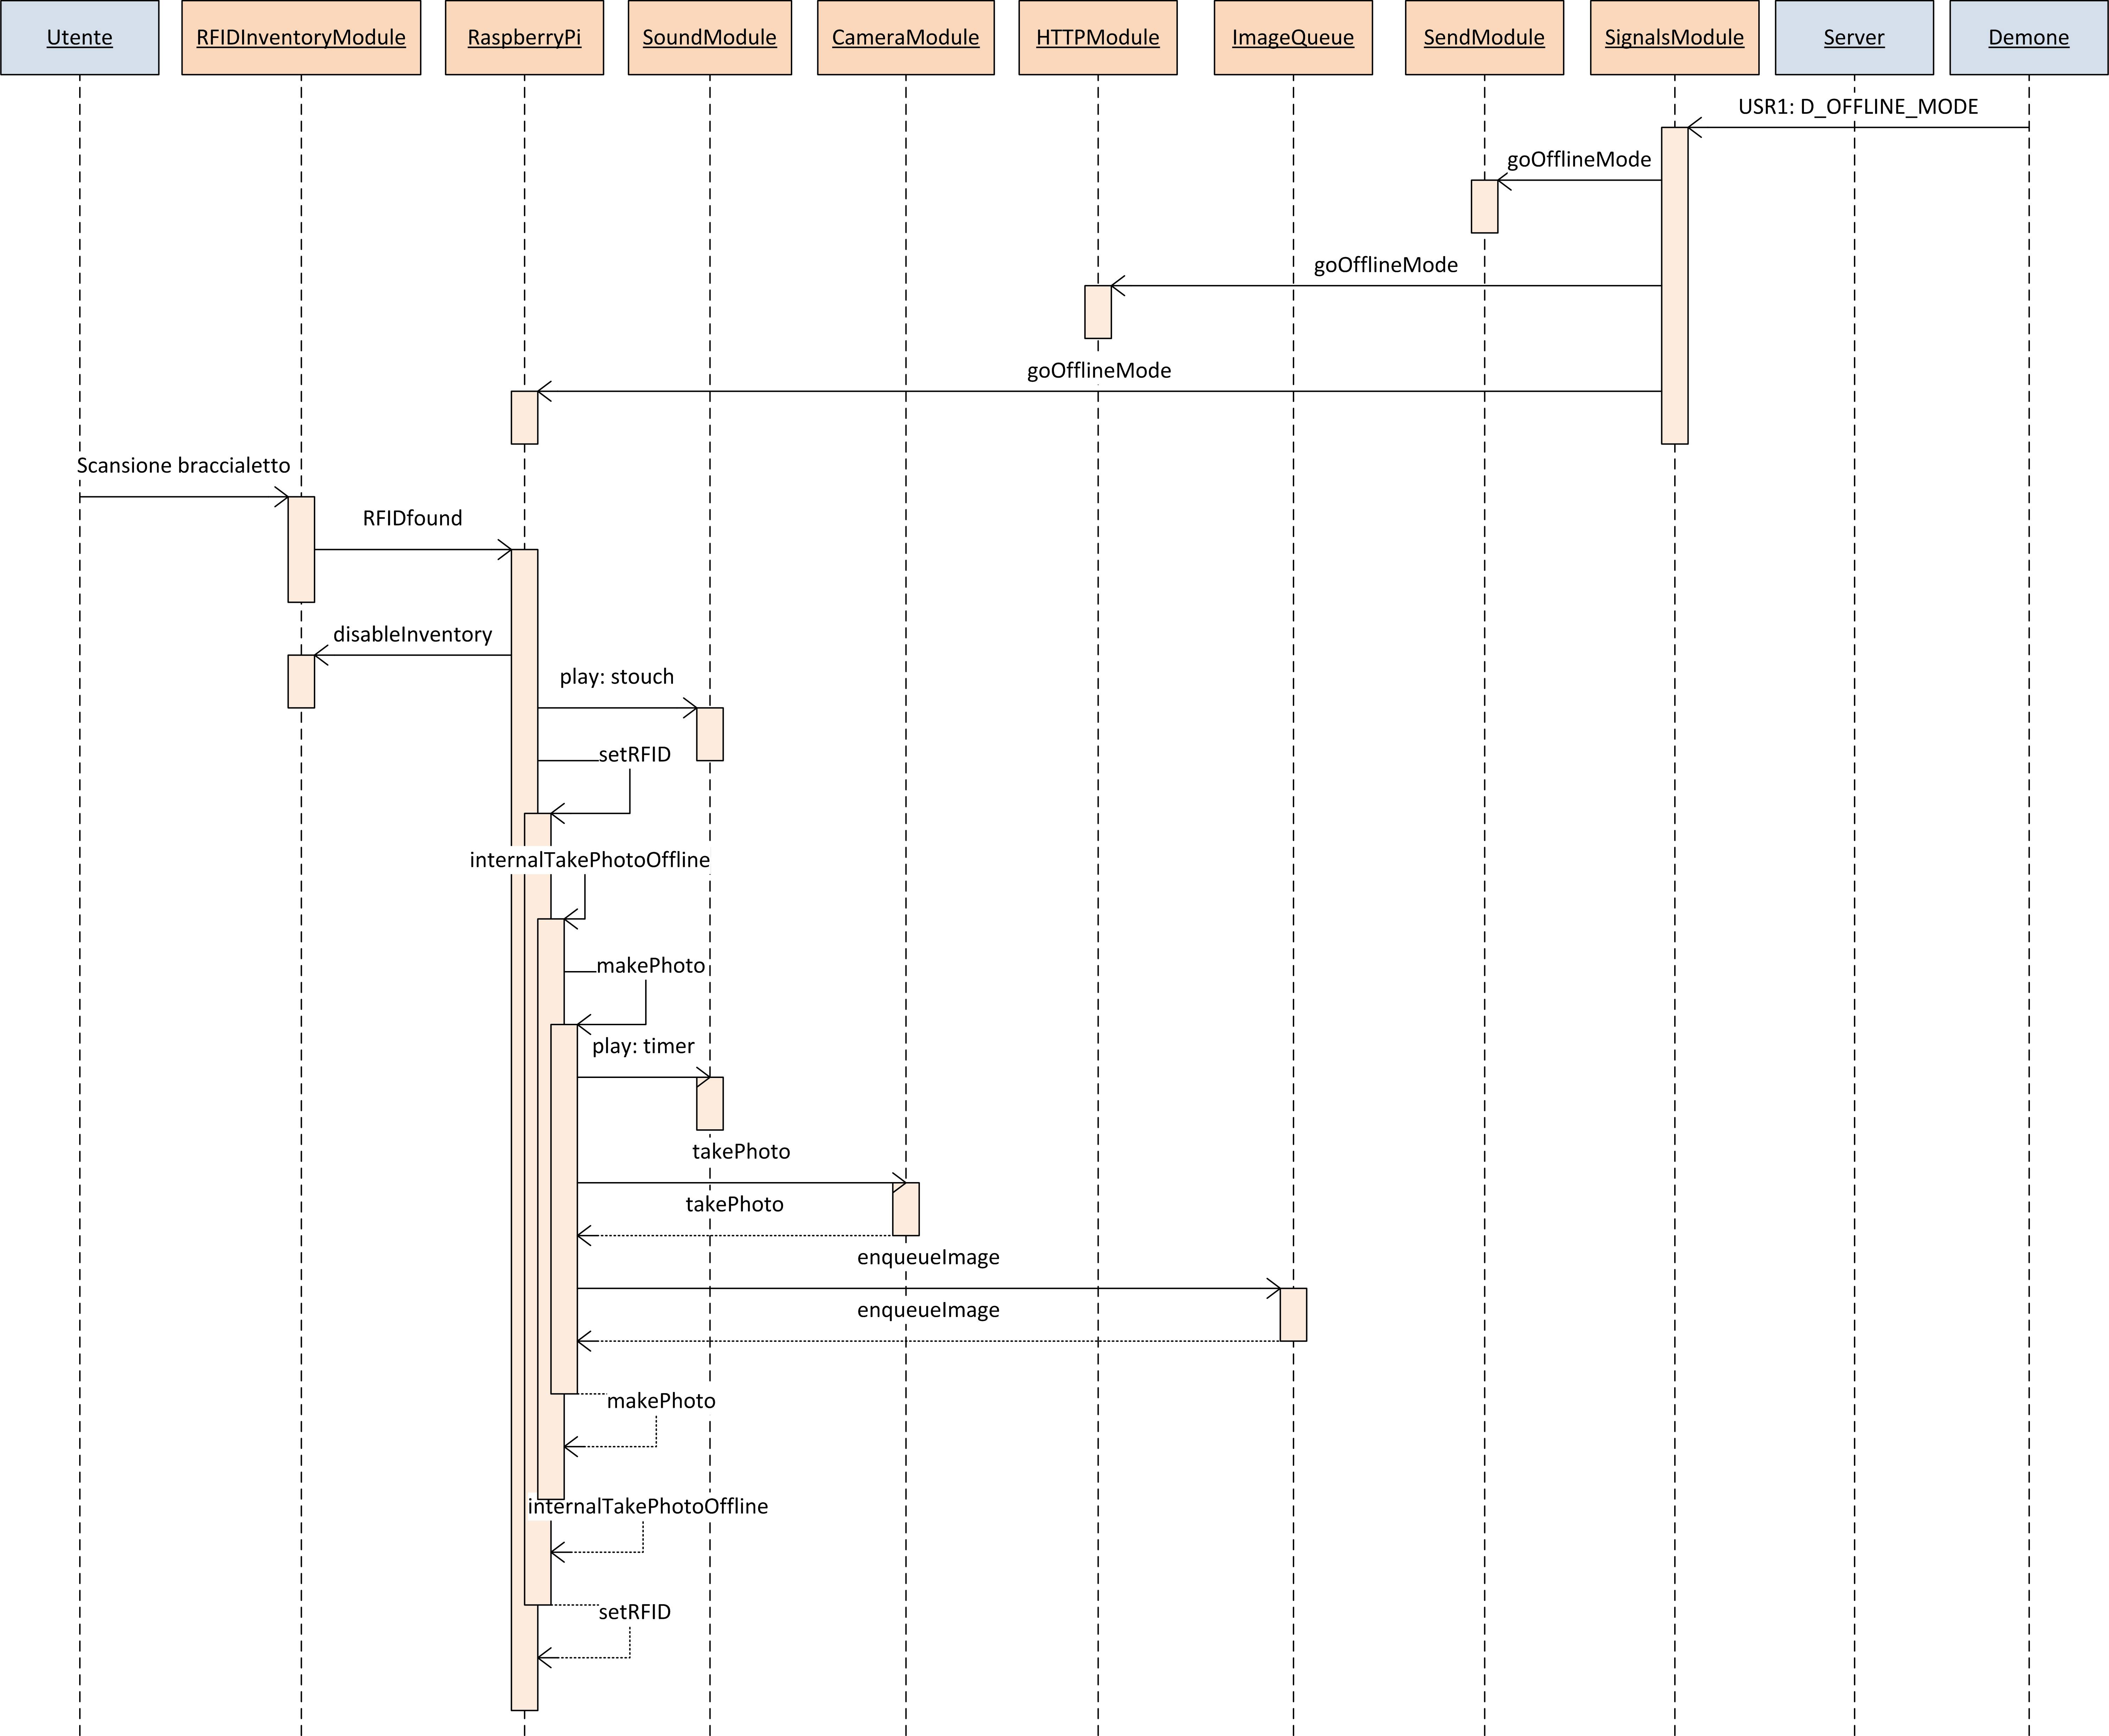 Utente
RFIDInventoryModule
RaspberryPi
SoundModule
CameraModule
HTTPModule
ImageQueue
SendModule
SignalsModule
Server
Demone
USR1: D_OFFLINE_MODE
goOfflineMode
goOfflineMode
goOfflineMode
Scansione braccialetto
RFIDfound
disableInventory
play: stouch
setRFID
internalTakePhotoOffline
makePhoto
play: timer
takePhoto
takePhoto
enqueueImage
enqueueImage
makePhoto
internalTakePhotoOffline
setRFID